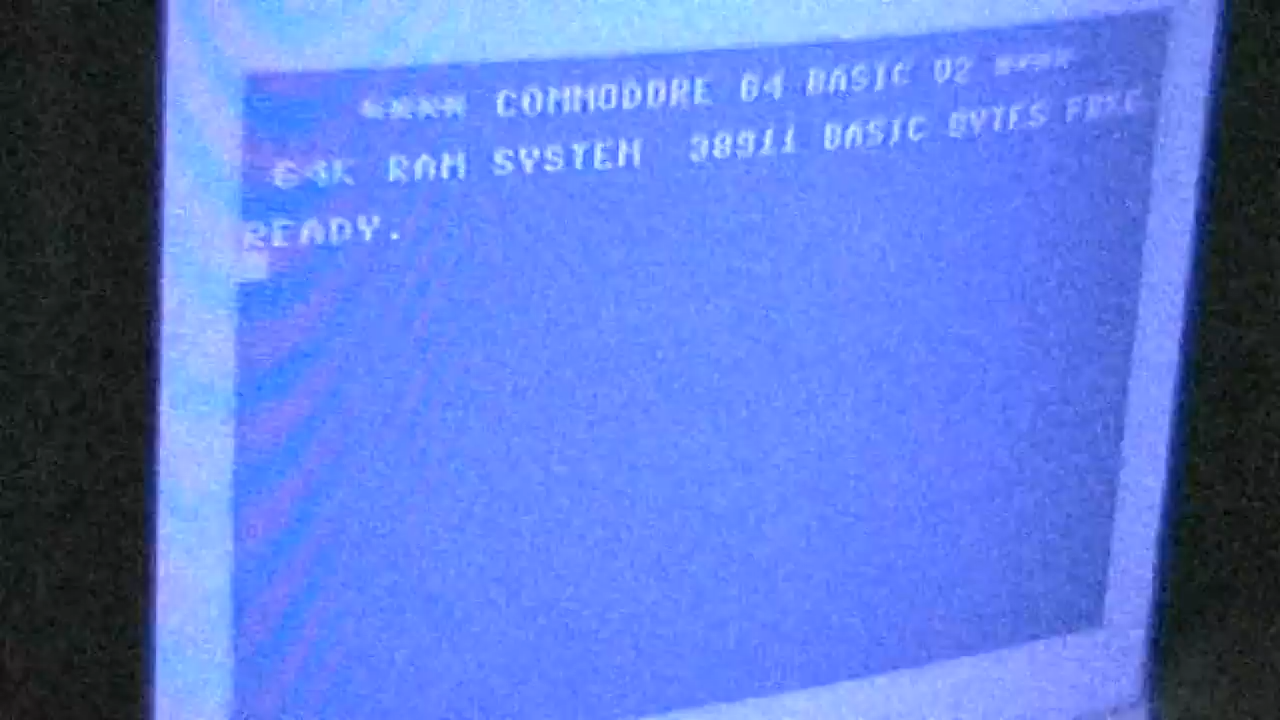 **** COMMODORE 64 BASIC V2 ****
64K RAM SYSTEM 38911 BASIC BYTES FREE
READY.